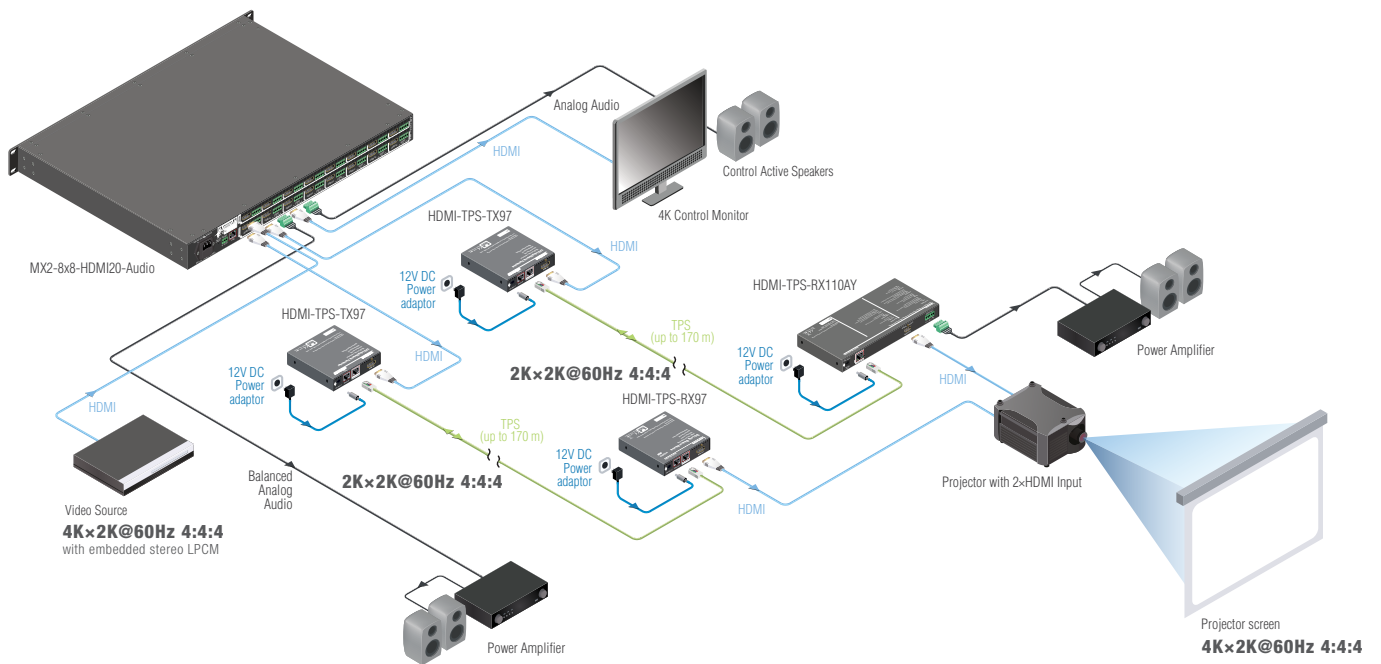 Analog Audio
HDMI
Control Active Speakers
4K Control Monitor
MX2-8x8-HDMI20-Audio
HDMI-TPS-TX97
HDMI
12V DC
Power
adaptor
HDMI-TPS-RX110AY
HDMI-TPS-TX97
TPS
(up to 170 m)
Power Amplifier
HDMI
12V DC
Power
adaptor
12V DC
Power
adaptor
2K×2K@60Hz 4:4:4
HDMI
HDMI-TPS-RX97
HDMI
TPS
(up to 170 m)
12V DC
Power
adaptor
2K×2K@60Hz 4:4:4
Balanced
Analog
Audio
Projector with 2×HDMI Input
HDMI
Video Source
4K×2K@60Hz 4:4:4
with embedded stereo LPCM
Power Amplifier
Projector screen
4K×2K@60Hz 4:4:4